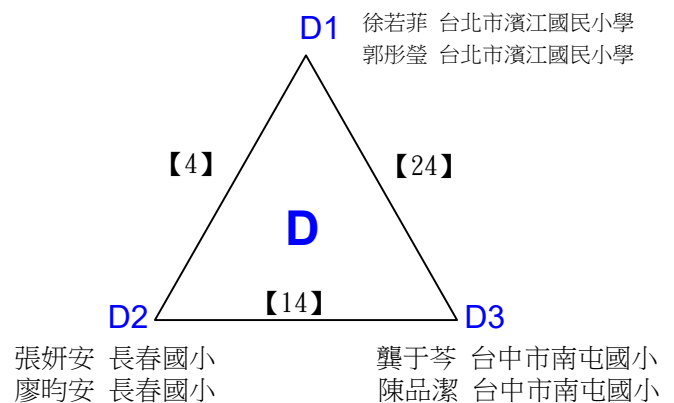 D1
徐若菲 台北市濱江國民小學
郭彤瑩 台北市濱江國民小學
【4】
【24】
D
【14】
D2
D3
張妍安 長春國小
廖昀安 長春國小
龔于芩 台中市南屯國小
陳品潔 台中市南屯國小